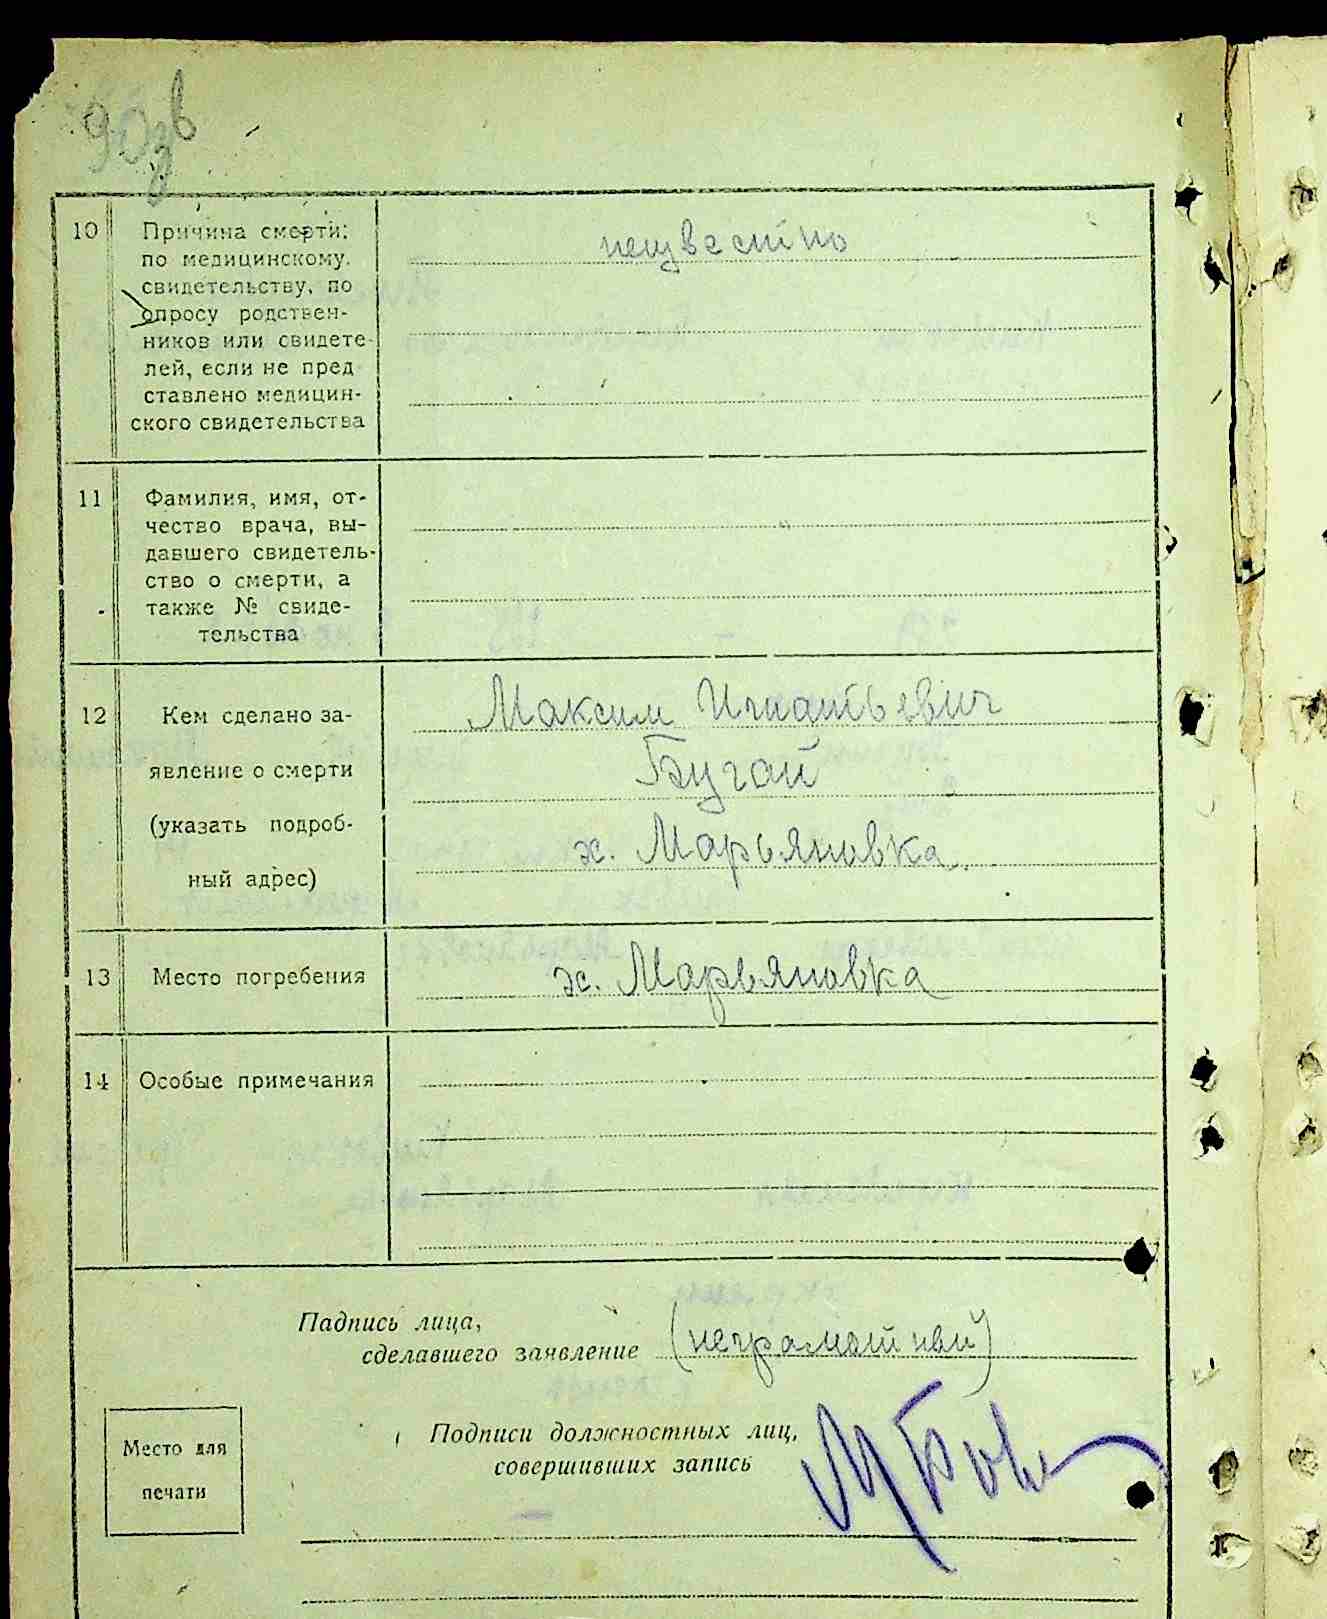 90зв
10 Причина смерти: неизвестно
по медицинскому.
свидетельству, по
опросу родствен-
ников или свидете-
лей, если не пред
ставлено медицин-
ского свидетельства
11 Фамилия, имя, от-
чество врача, вы-
давшего свидетель-
ство о смерти, а
также № свиде-
тельства
12 Кем сделано за- Максим Игнатьевич
явление о смерти Бугай
(указать подроб- х. Марьяновка
ный адрес)
13 Место погребения х. Марьяновка
14 Особые примечания
Падпись лица,
сделавшего заявление (неграмотный)
Подписи должностных лиц,
совершивших запись
Место для
печати